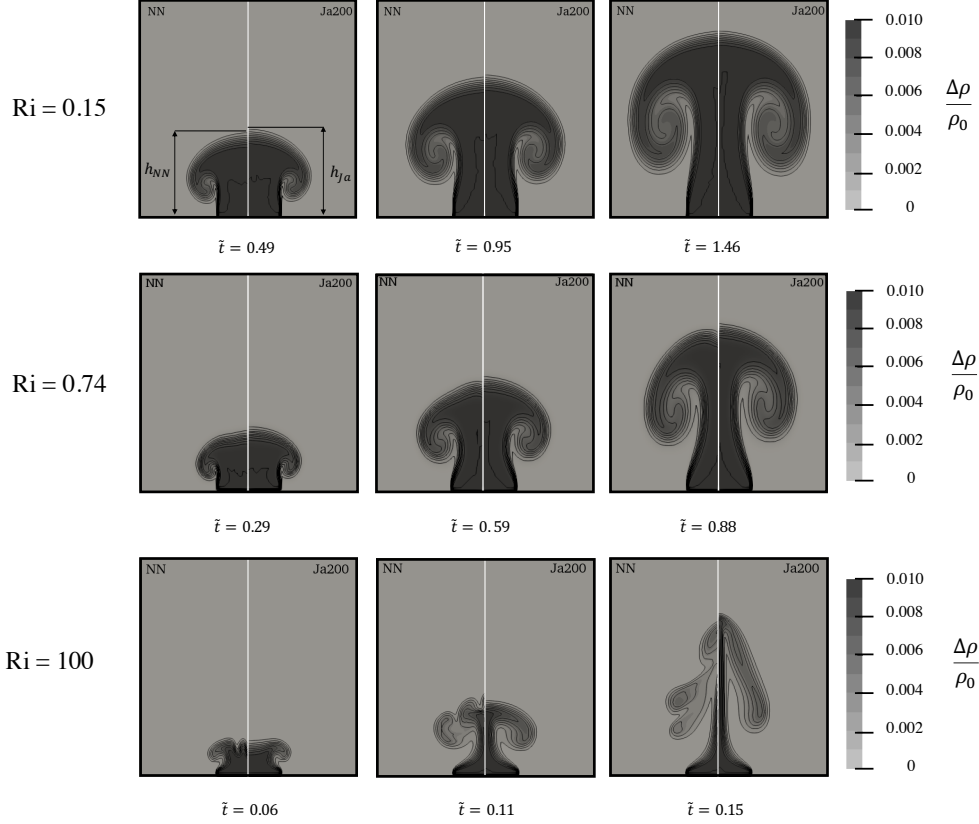 NN Ja200 NN Ja200 NN Ja200
0.010
0.008
0.006
0.004
0.002
0
Δρ
ρ₀
Ri = 0.15
h_NN h_Ja
t̃ = 0.49 t̃ = 0.95 t̃ = 1.46
NN Ja200 NN Ja200 NN Ja200
0.010
0.008
0.006
0.004
0.002
0
Δρ
ρ₀
Ri = 0.74
t̃ = 0.29 t̃ = 0.59 t̃ = 0.88
NN Ja200 NN Ja200 NN Ja200
0.010
0.008
0.006
0.004
0.002
0
Δρ
ρ₀
Ri = 100
t̃ = 0.06 t̃ = 0.11 t̃ = 0.15